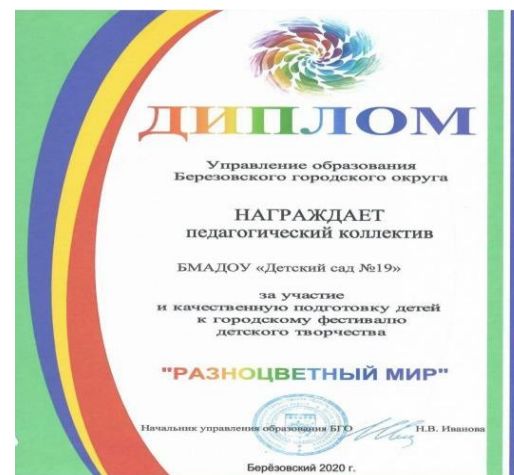 ДИПЛОМ
Управление образования
Березовского городского округа
НАГРАЖДАЕТ
педагогический коллектив
БМАДОУ «Детский сад №19»
за участие
и качественную подготовку детей
к городскому фестивалю
детского творчества
"РАЗНОЦВЕТНЫЙ МИР"
Начальник управления образования БГО Н.В. Иванова
Берёзовский 2020 г.